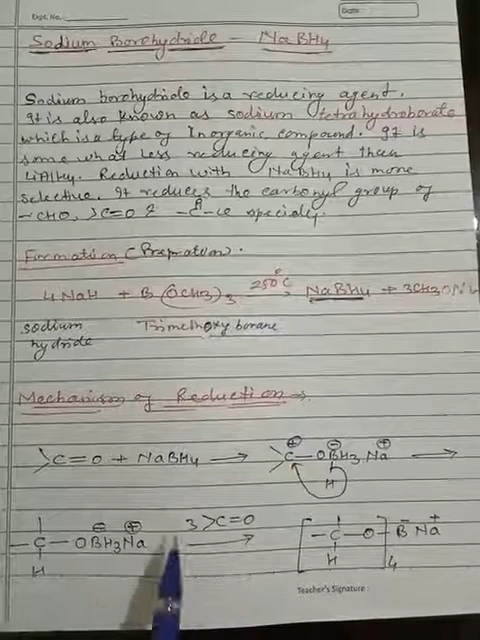 Expt. No.
Date
Sodium Borohydride - NaBH4
Sodium borohydride is a reducing agent.
It is also known as sodium tetrahydroborate
which is a type of Inorganic compound. It is
some what less reducing agent than
LiAlH4. Reduction with NaBH4 is more
selective. It reduces the carbonyl group of
-CHO, >C=O & -C-
Formation (Prepration).
4NaH + B(OCH3)3 250°C NaBH4 + 3CH3ONa
sodium Trimethoxy borane
hydride
Mechanism of Reduction →
>C=O + NaBH4 → >C⊕-OBH3⊖ Na⊕ →
H
-C-OBH3⊖Na⊕ 3>C=O → [-C-O-]4 B⁻Na⁺
H H
Teacher's Signature :